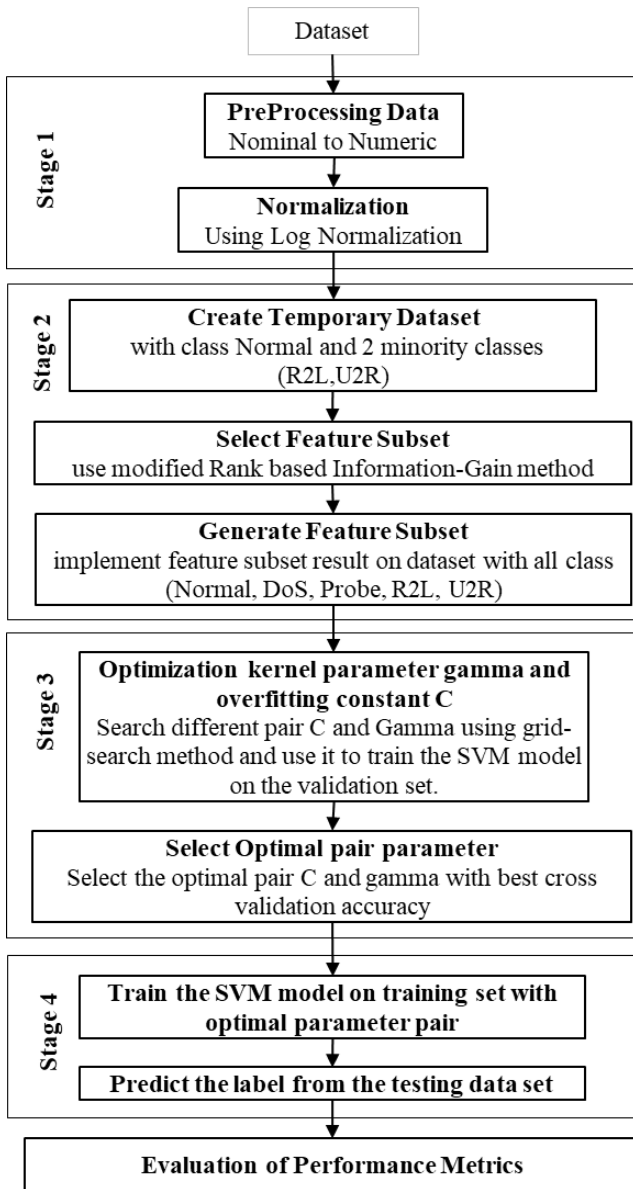 Dataset
Stage 1
PreProcessing Data
Nominal to Numeric
Normalization
Using Log Normalization
Stage 2
Create Temporary Dataset
with class Normal and 2 minority classes
(R2L,U2R)
Select Feature Subset
use modified Rank based Information-Gain method
Generate Feature Subset
implement feature subset result on dataset with all class
(Normal, DoS, Probe, R2L, U2R)
Stage 3
Optimization kernel parameter gamma and
overfitting constant C
Search different pair C and Gamma using grid-
search method and use it to train the SVM model
on the validation set.
Select Optimal pair parameter
Select the optimal pair C and gamma with best cross
validation accuracy
Stage 4
Train the SVM model on training set with
optimal parameter pair
Predict the label from the testing data set
Evaluation of Performance Metrics